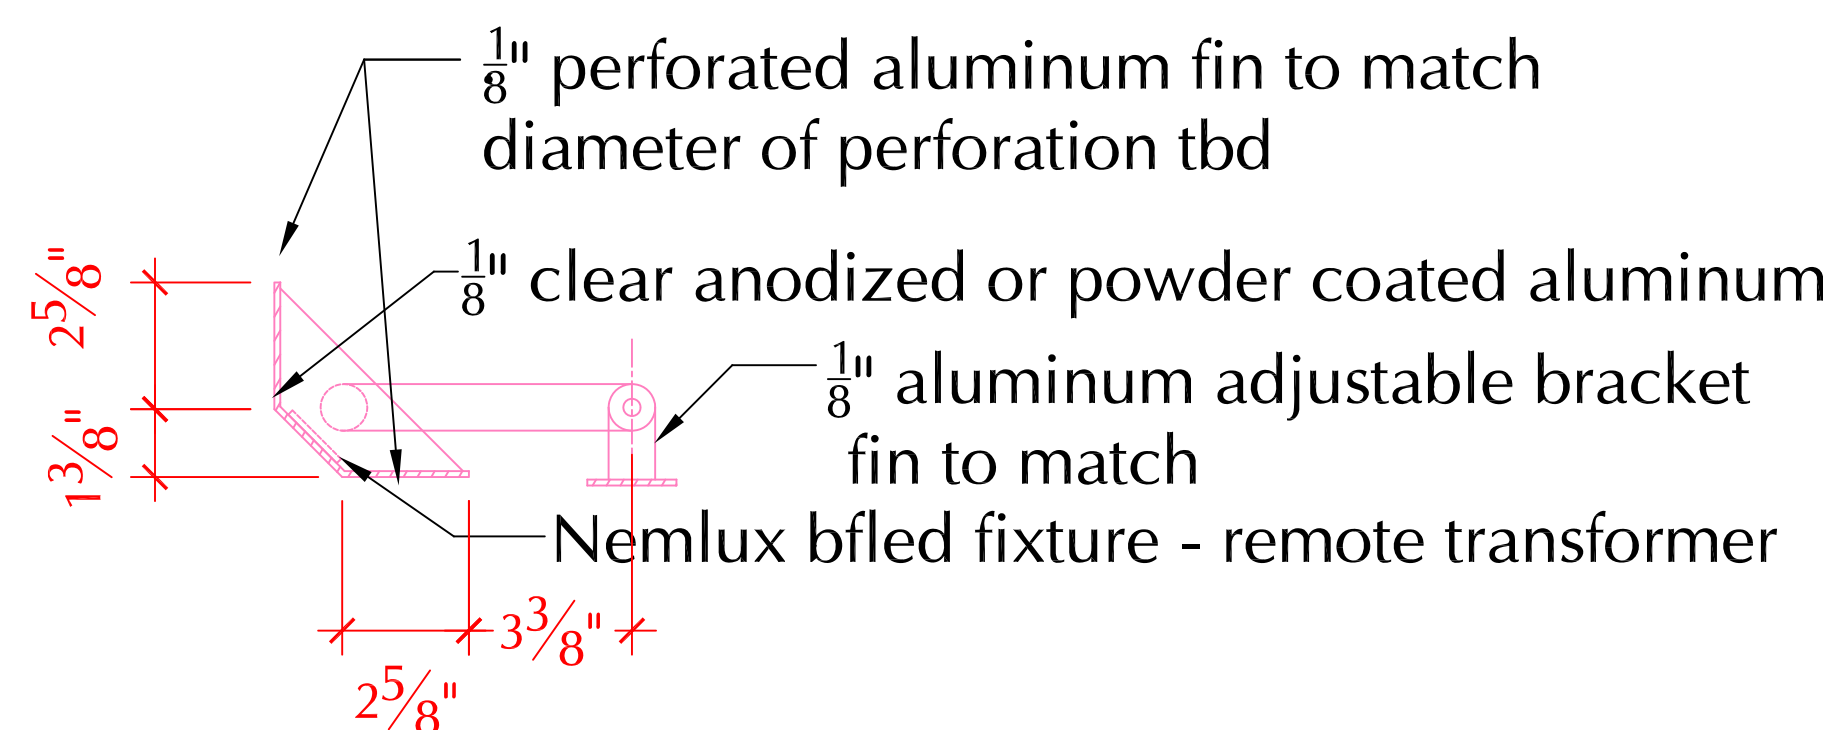 1/8" perforated aluminum fin to match
diameter of perforation tbd
1/8" clear anodized or powder coated aluminum
1/8" aluminum adjustable bracket
fin to match
Nemlux bfled fixture - remote transformer
2 5/8"
1 3/8"
3 3/8"
2 5/8"